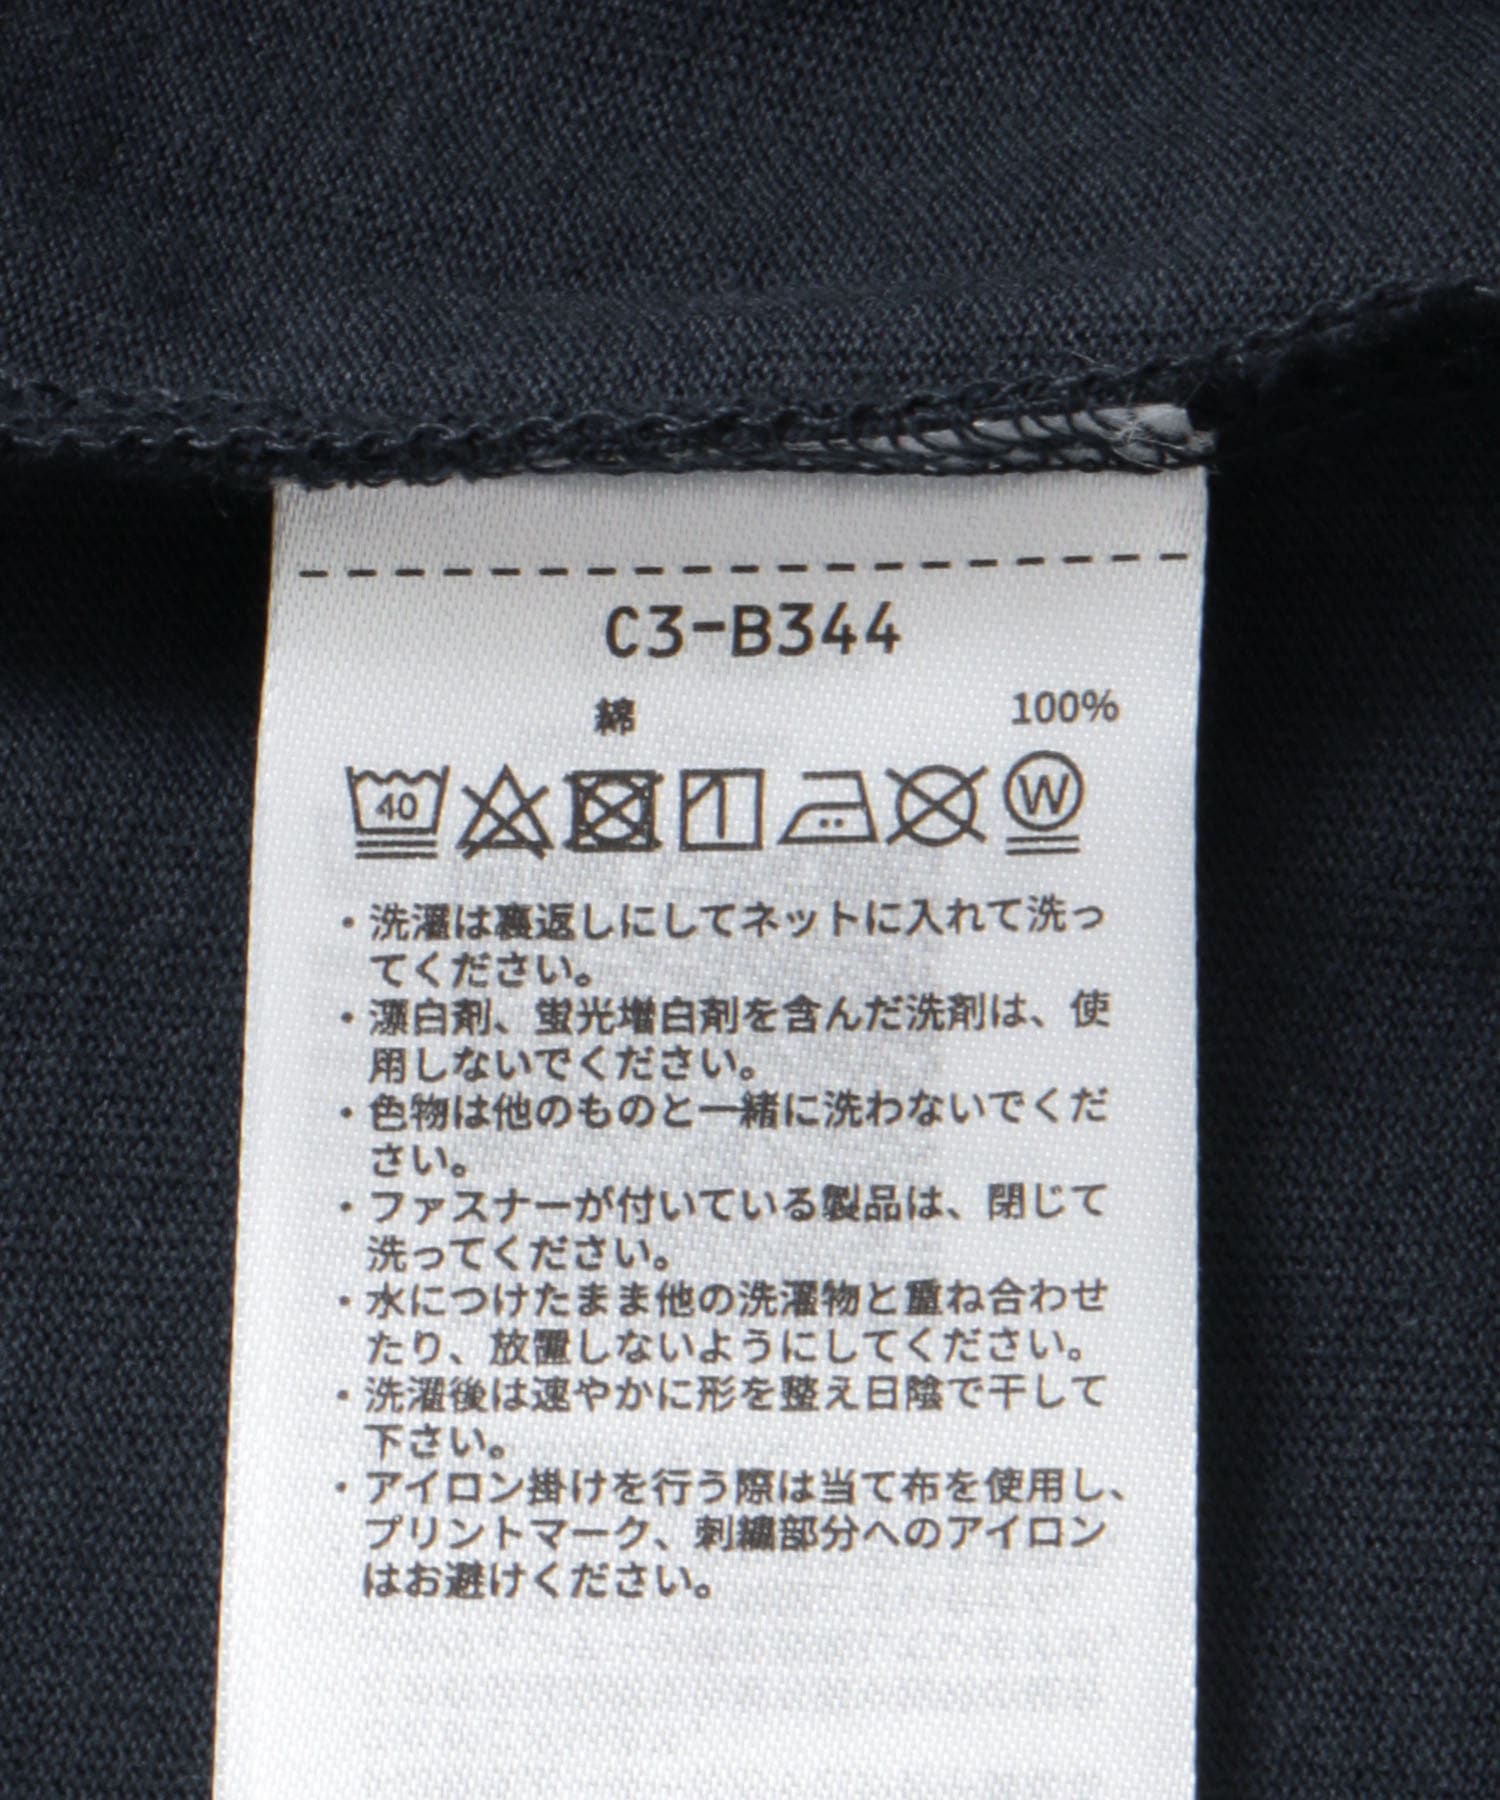 C3-B344
綿 100%
40 W
・洗濯は裏返しにしてネットに入れて洗っ
てください。
・漂白剤、蛍光増白剤を含んだ洗剤は、使
用しないでください。
・色物は他のものと一緒に洗わないでくだ
さい。
・ファスナーが付いている製品は、閉じて
洗ってください。
・水につけたまま他の洗濯物と重ね合わせ
たり、放置しないようにしてください。
・洗濯後は速やかに形を整え日陰で干して
下さい。
・アイロン掛けを行う際は当て布を使用し、
プリントマーク、刺繍部分へのアイロン
はお避けください。